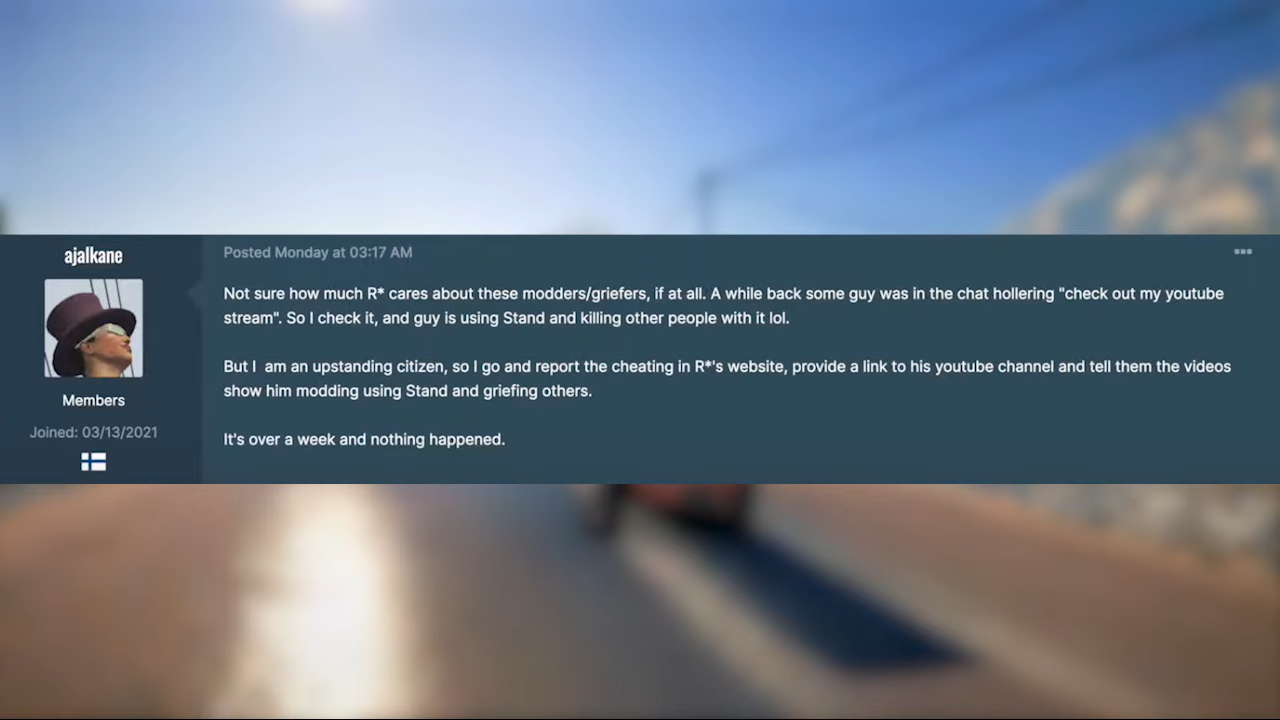 ajalkane
Members
Joined: 03/13/2021
Posted Monday at 03:17 AM
Not sure how much R* cares about these modders/griefers, if at all. A while back some guy was in the chat hollering "check out my youtube
stream". So I check it, and guy is using Stand and killing other people with it lol.
But I  am an upstanding citizen, so I go and report the cheating in R*'s website, provide a link to his youtube channel and tell them the videos
show him modding using Stand and griefing others.
It's over a week and nothing happened.